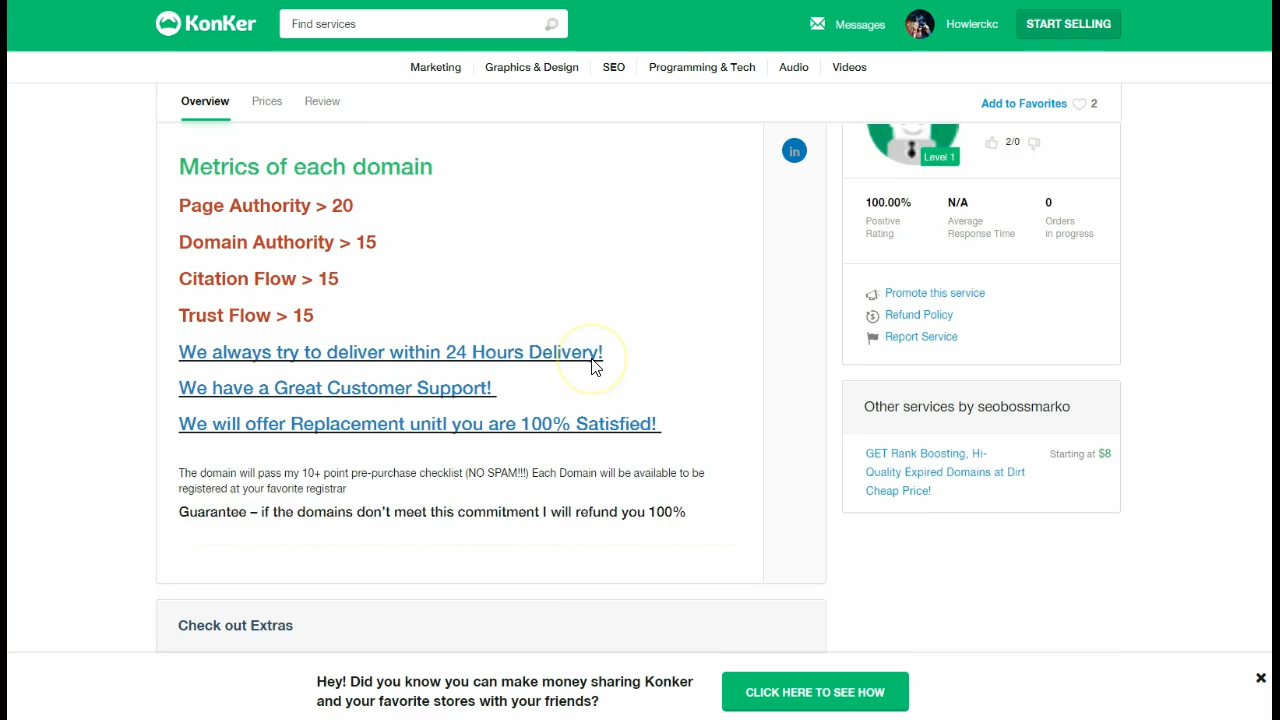 KonKer
Find services
Messages
Howlerckc
START SELLING
Marketing
Graphics & Design
SEO
Programming & Tech
Audio
Videos
Overview
Prices
Review
Add to Favorites
2
Metrics of each domain
Page Authority > 20
Domain Authority > 15
Citation Flow > 15
Trust Flow > 15
We always try to deliver within 24 Hours Delivery!
We have a Great Customer Support!
We will offer Replacement unitl you are 100% Satisfied!
The domain will pass my 10+ point pre-purchase checklist (NO SPAM!!!) Each Domain will be available to be
registered at your favorite registrar
Guarantee – if the domains don't meet this commitment I will refund you 100%
in
Level 1
2/0
100.00%
Positive
Rating
N/A
Average
Response Time
0
Orders
in progress
Promote this service
Refund Policy
Report Service
Other services by seobossmarko
GET Rank Boosting, Hi-
Quality Expired Domains at Dirt
Cheap Price!
Starting at $8
Check out Extras
Hey! Did you know you can make money sharing Konker
and your favorite stores with your friends?
CLICK HERE TO SEE HOW